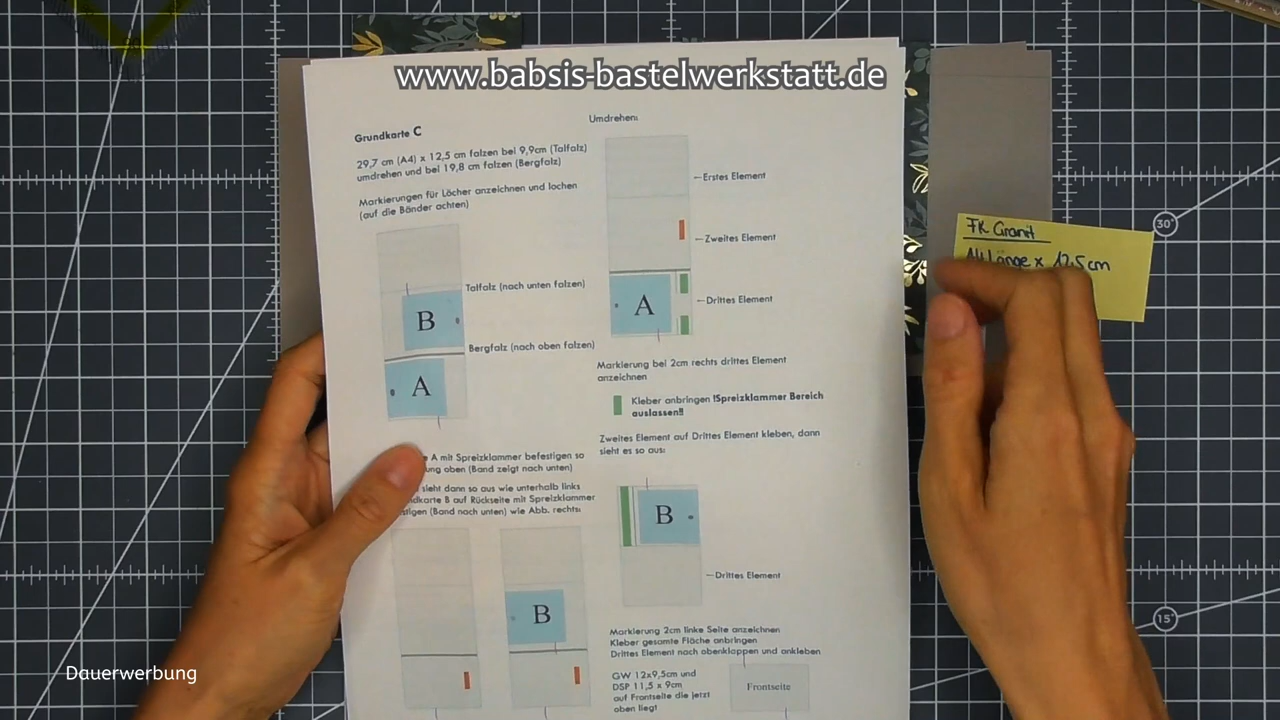 www.babsis-bastelwerkstatt.de
Grundkarte C
29,7 cm (A4) x 12,5 cm falzen bei 9,9cm (Talfalz)
umdrehen und bei 19,8 cm falzen (Bergfalz)
Markierungen für Löcher anzeichnen und lochen
(auf die Bänder achten)
Talfalz (nach unten falzen)
B
Bergfalz (noch oben falzen)
A
A mit Spreizklammer befestigen so
oben (Band zeigt nach unten)
sieht dann so aus wie unterhalb links
B auf Rückseite mit Spreizklammer
(Band nach unten) wie Abb. rechts:
B
Umdrehen:
Erstes Element
Zweites Element
A
Drittes Element
Markierung bei 2cm rechts drittes Element
anzeichnen
Kleber anbringen !Spreizklammer Bereich
auslassen!!
Zweites Element auf Drittes Element kleben, dann
sieht es so aus:
B
Drittes Element
Markierung 2cm linke Seite anzeichnen
Kleber gesamte Fläche anbringen
Drittes Element nach obenklappen und ankleben
GW 12x9,5cm und
DSP 11,5 x 9cm
auf Frontseite die jetzt
oben liegt
Frontseite
FK Granit
A4 Länge x 12,5cm
30°
15°
Dauerwerbung